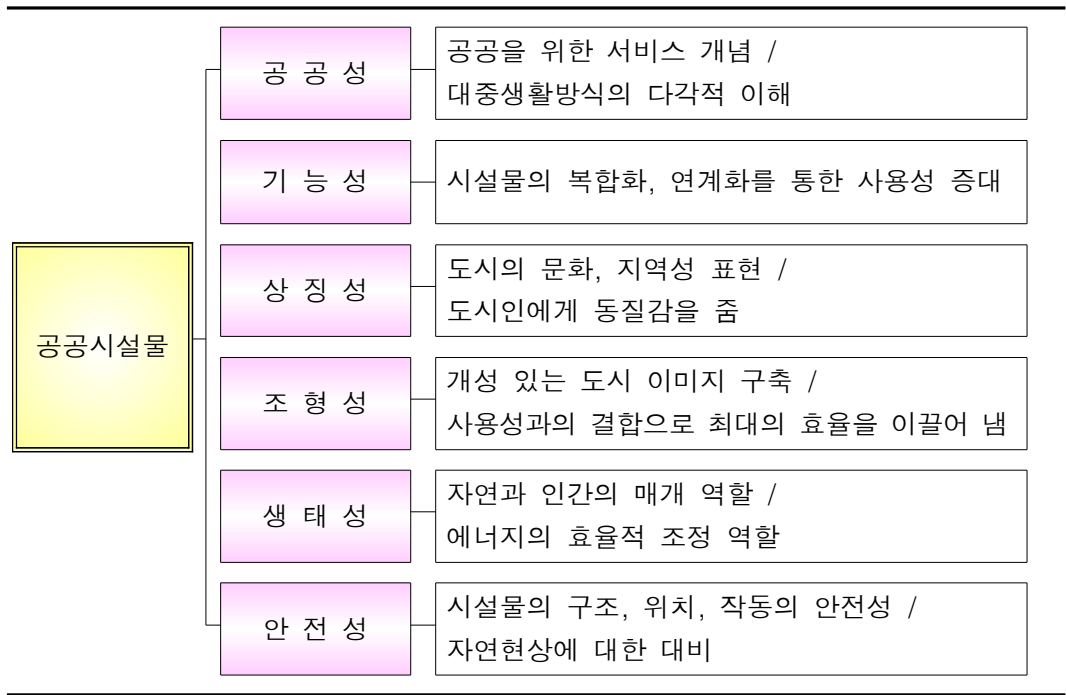 공 공 성
공공을 위한 서비스 개념 /
대중생활방식의 다각적 이해
기 능 성
시설물의 복합화, 연계화를 통한 사용성 증대
상 징 성
도시의 문화, 지역성 표현 /
도시인에게 동질감을 줌
공공시설물
조 형 성
개성 있는 도시 이미지 구축 /
사용성과의 결합으로 최대의 효율을 이끌어 냄
생 태 성
자연과 인간의 매개 역할 /
에너지의 효율적 조정 역할
안 전 성
시설물의 구조, 위치, 작동의 안전성 /
자연현상에 대한 대비